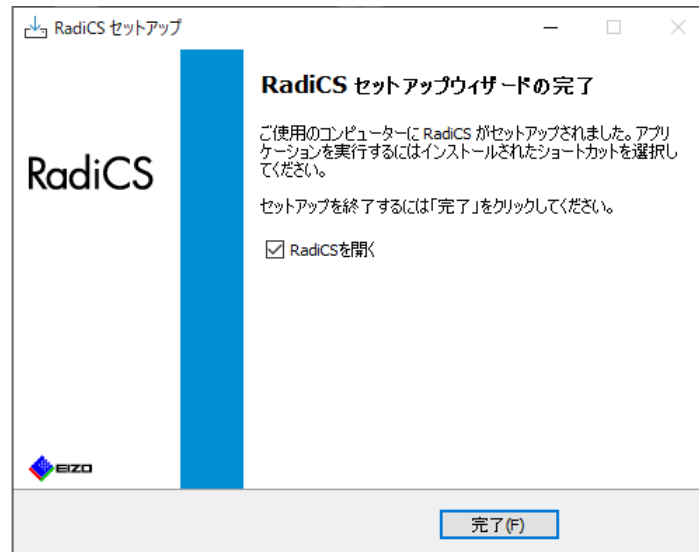 RadiCS セットアップ
RadiCS セットアップウィザードの完了
ご使用のコンピューターに RadiCS がセットアップされました。アプリ
ケーションを実行するにはインストールされたショートカットを選択し
てください。
セットアップを終了するには「完了」をクリックしてください。
RadiCSを開く
RadiCS
EIZO
完了(F)